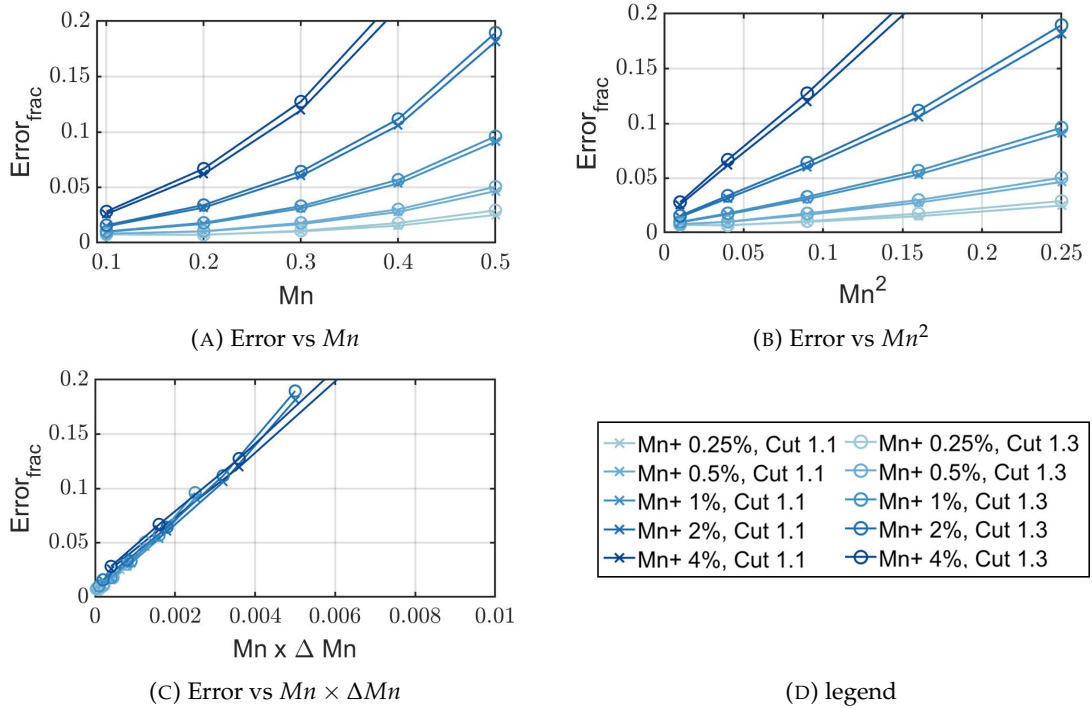 0.2
0.15
0.1
0.05
0
Error_frac
0.1 0.2 0.3 0.4 0.5
Mn
(A) Error vs Mn
0.2
0.15
0.1
0.05
0
Error_frac
0 0.05 0.1 0.15 0.2 0.25
Mn²
(B) Error vs Mn²
0.2
0.15
0.1
0.05
0
Error_frac
0 0.002 0.004 0.006 0.008 0.01
Mn x Δ Mn
(C) Error vs Mn × ΔMn
Mn+ 0.25%, Cut 1.1 Mn+ 0.25%, Cut 1.3
Mn+ 0.5%, Cut 1.1 Mn+ 0.5%, Cut 1.3
Mn+ 1%, Cut 1.1 Mn+ 1%, Cut 1.3
Mn+ 2%, Cut 1.1 Mn+ 2%, Cut 1.3
Mn+ 4%, Cut 1.1 Mn+ 4%, Cut 1.3
(D) legend